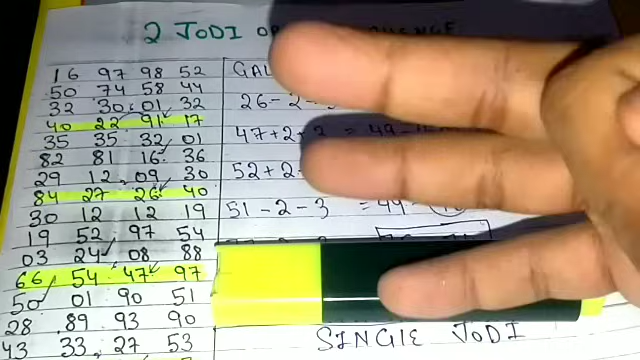 2 JODI
16 97 98 52
50 74 58 44
32 30 01 32
40 22 91 17
35 35 32 01
82 81 16 36
29 12 09 30
84 27 26 40
30 12 12 19
19 52 97 54
03 24 08 88
66 54 47 97
50 01 90 51
28 89 93 90
43 33 27 53
26-2-
47+2+3 = 49-
52+2
51-2-3 = 49-
SINGLE JODI